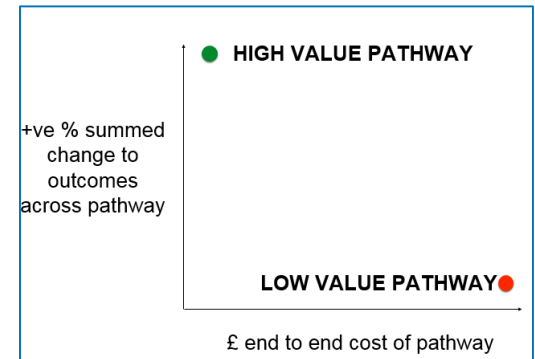 HIGH VALUE PATHWAY
+ve % summed
change to
outcomes
across pathway
LOW VALUE PATHWAY
£ end to end cost of pathway